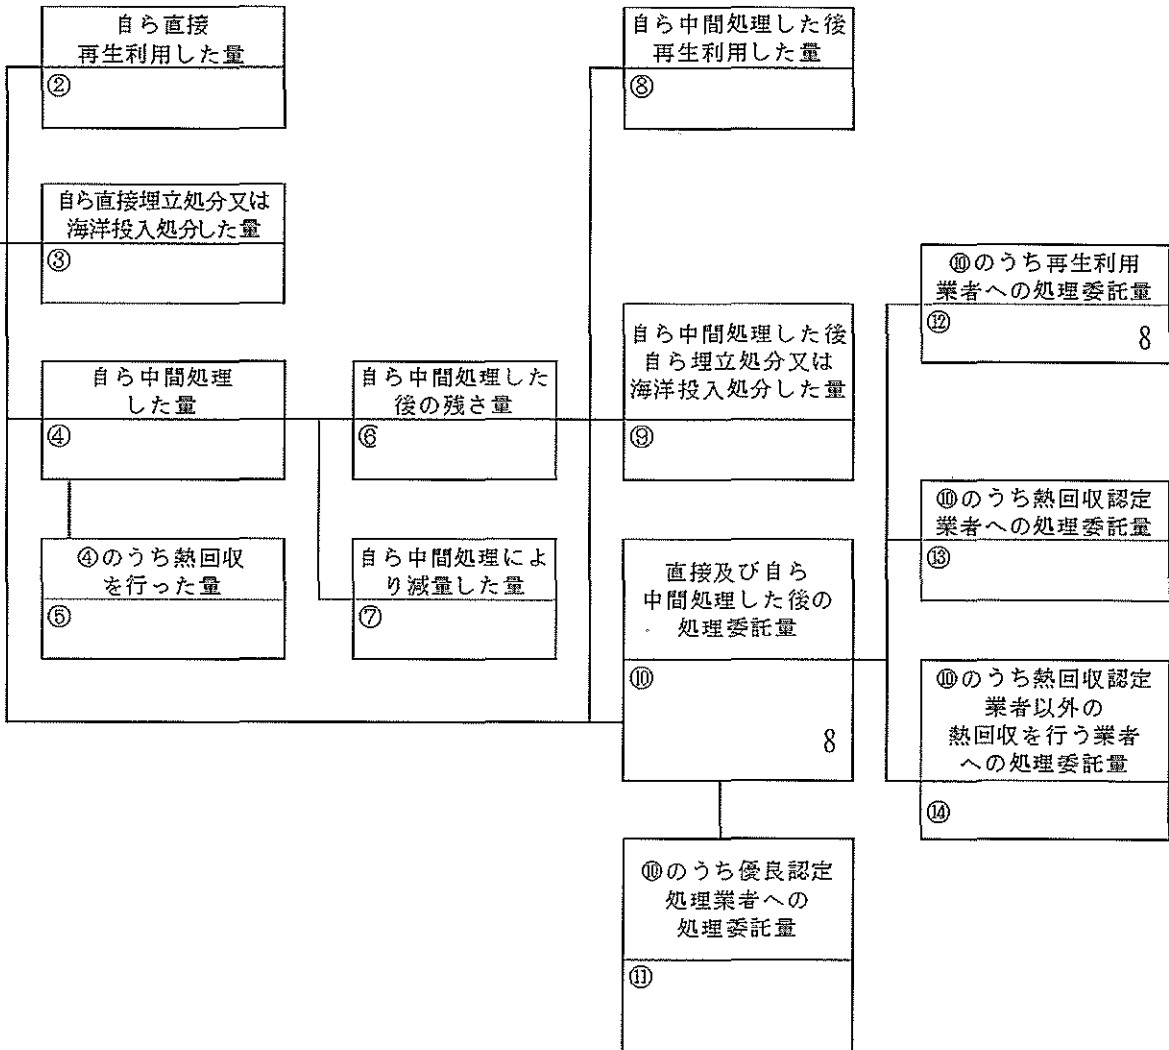 自ら直接
再生利用した量
②
自ら中間処理した後
再生利用した量
⑧
自ら直接埋立処分又は
海洋投入処分した量
③
⑩のうち再生利用
業者への処理委託量
⑫
8
自ら中間処理した後
自ら埋立処分又は
海洋投入処分した量
⑨
自ら中間処理
した量
④
自ら中間処理した
後の残さ量
⑥
⑩のうち熱回収認定
業者への処理委託量
⑬
④のうち熱回収
を行った量
⑤
自ら中間処理によ
り減量した量
⑦
直接及び自ら
中間処理した後の
処理委託量
⑩
8
⑩のうち熱回収認定
業者以外の
熱回収を行う業者
への処理委託量
⑭
⑩のうち優良認定
処理業者への
処理委託量
⑪